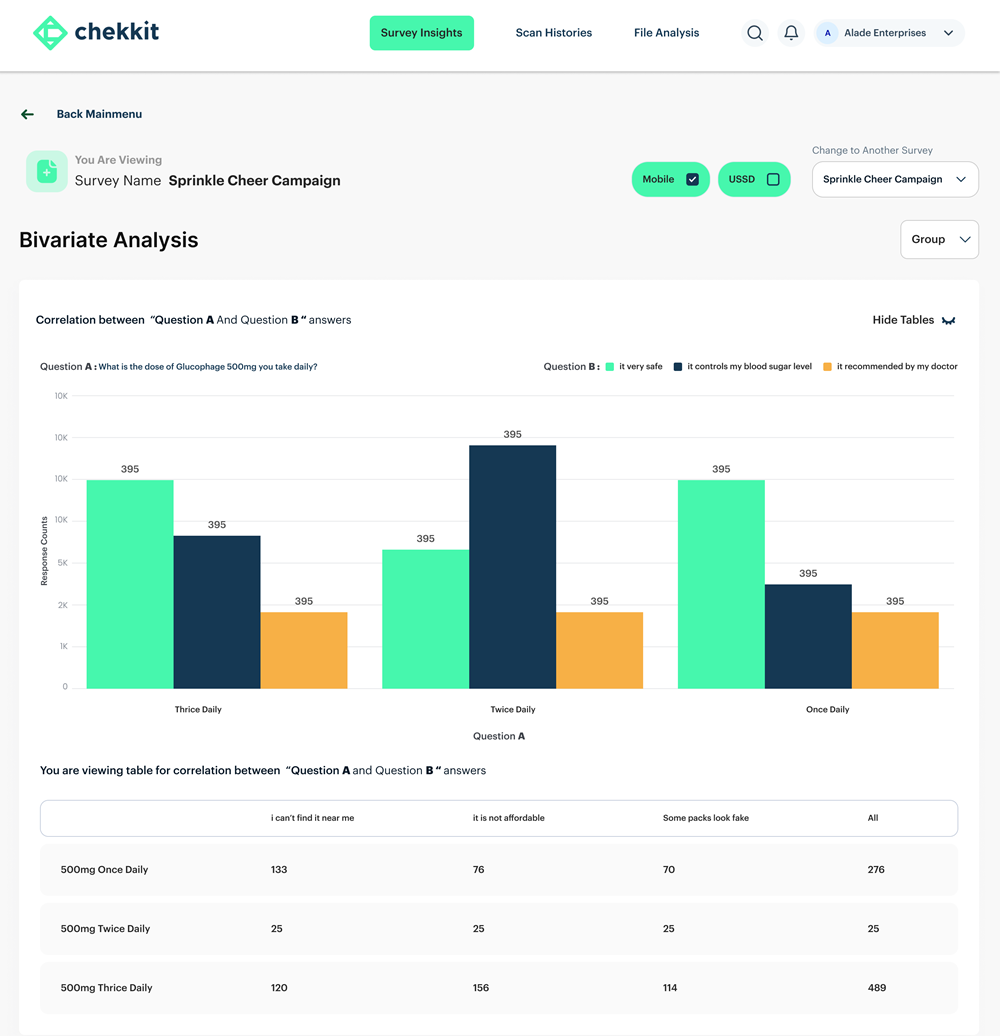 chekkit
Survey Insights
Scan Histories
File Analysis
A
Alade Enterprises
Back Mainmenu
You Are Viewing
Survey Name Sprinkle Cheer Campaign
Mobile
USSD
Change to Another Survey
Sprinkle Cheer Campaign
Bivariate Analysis
Group
Correlation between “Question A And Question B “ answers
Hide Tables
Question A : What is the dose of Glucophage 500mg you take daily?
Question B : it very safe it controls my blood sugar level it recommended by my doctor
10K
10K
10K
10K
5K
2K
1K
0
Response Counts
395
395
395
395
395
395
395
395
395
Thrice Daily
Twice Daily
Once Daily
Question A
You are viewing table for correlation between “Question A and Question B “ answers
i can’t find it near me it is not affordable Some packs look fake All
500mg Once Daily 133 76 70 276
500mg Twice Daily 25 25 25 25
500mg Thrice Daily 120 156 114 489